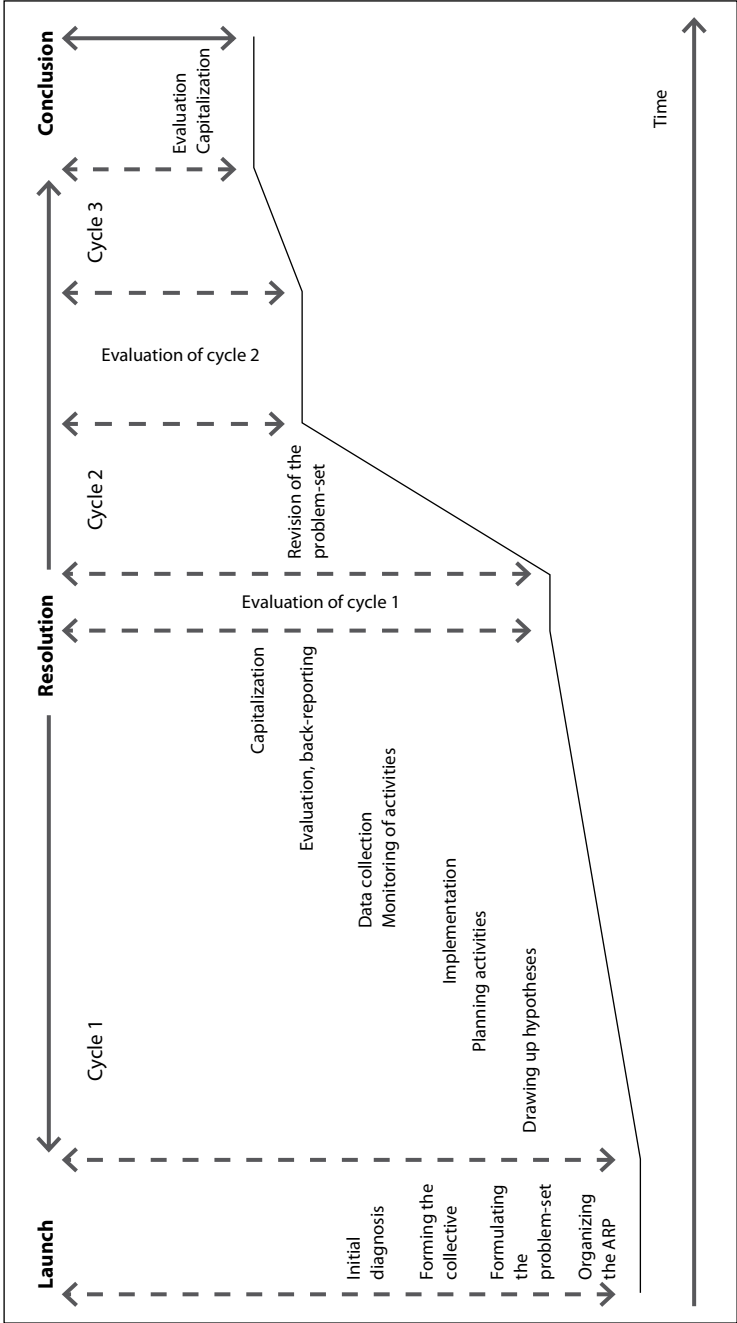 Launch
Resolution
Conclusion
Cycle 1
Cycle 2
Cycle 3
Initial
diagnosis
Forming the
collective
Formulating
the
problem-set
Organizing
the ARP
Drawing up hypotheses
Planning activities
Implementation
Data collection
Monitoring of activities
Evaluation, back-reporting
Capitalization
Evaluation of cycle 1
Revision of the
problem-set
Evaluation of cycle 2
Evaluation
Capitalization
Time